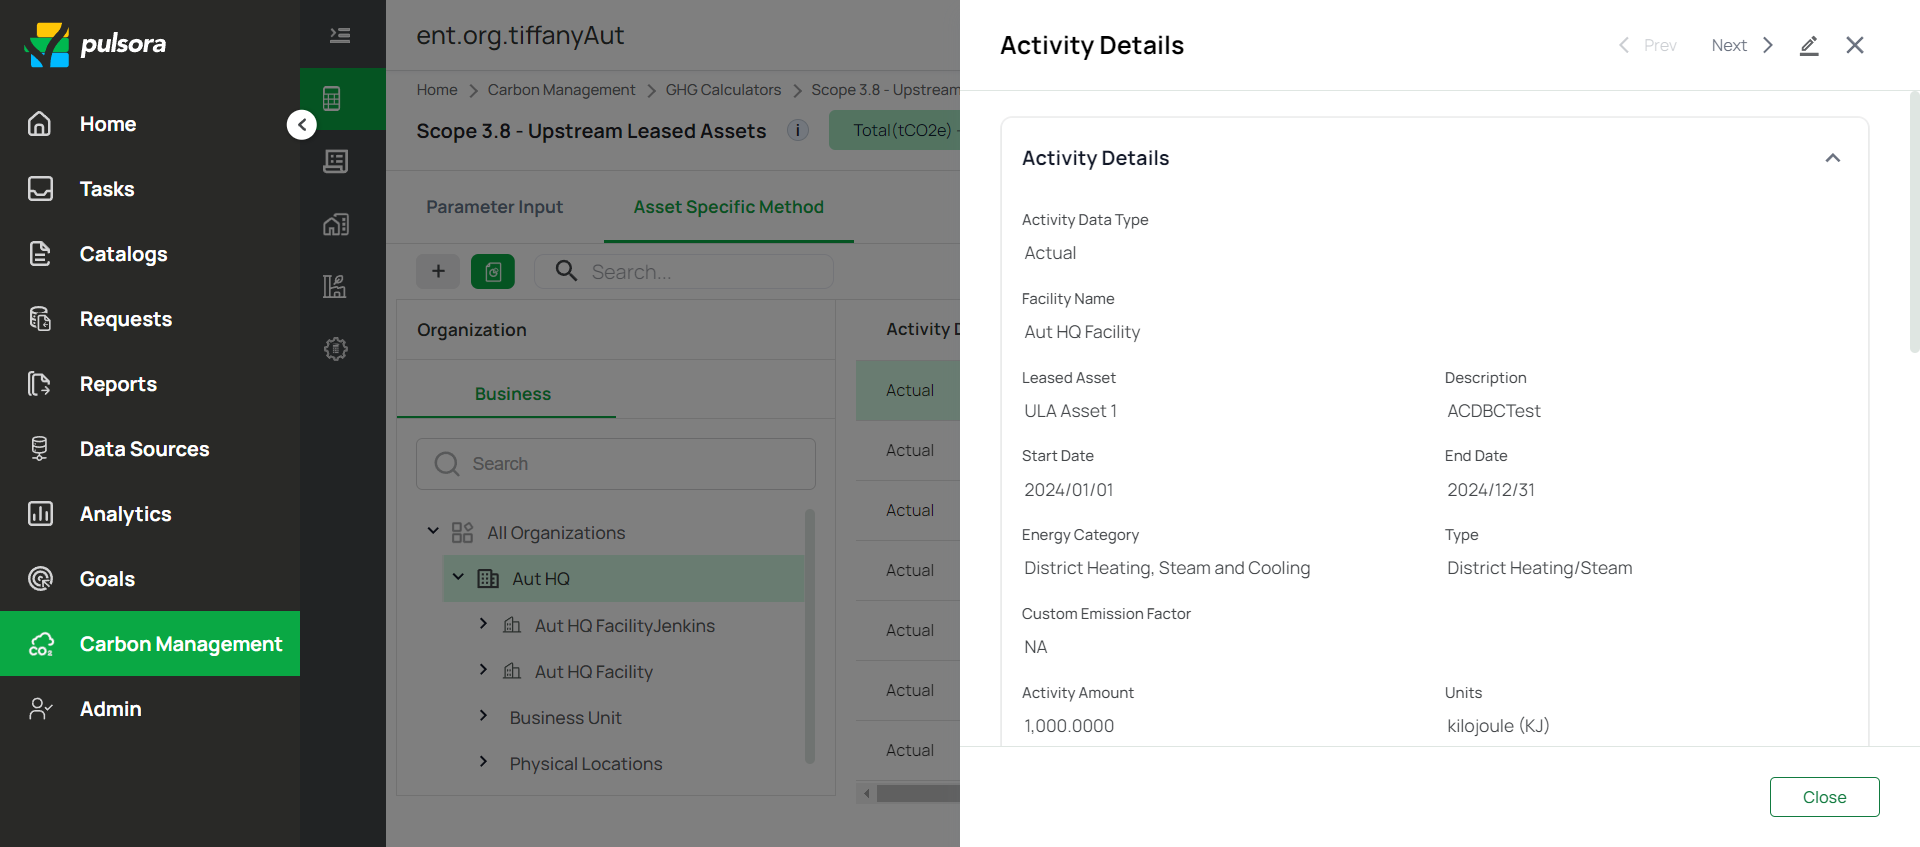 pulsora
Home
Tasks
Catalogs
Requests
Reports
Data Sources
Analytics
Goals
Carbon Management
Admin
ent.org.tiffanyAut
Home > Carbon Management > GHG Calculators > Scope 3.8 - Upstream
Scope 3.8 - Upstream Leased Assets i Total(tCO2e) -
Parameter Input Asset Specific Method
+ Search...
Organization
Business
Search
All Organizations
Aut HQ
Aut HQ FacilityJenkins
Aut HQ Facility
Business Unit
Physical Locations
Activity D
Actual
Actual
Actual
Actual
Actual
Actual
Actual
Activity Details
Prev Next
Activity Details
Activity Data Type
Actual
Facility Name
Aut HQ Facility
Leased Asset Description
ULA Asset 1 ACDBCTest
Start Date End Date
2024/01/01 2024/12/31
Energy Category Type
District Heating, Steam and Cooling District Heating/Steam
Custom Emission Factor
NA
Activity Amount Units
1,000.0000 kilojoule (KJ)
Close